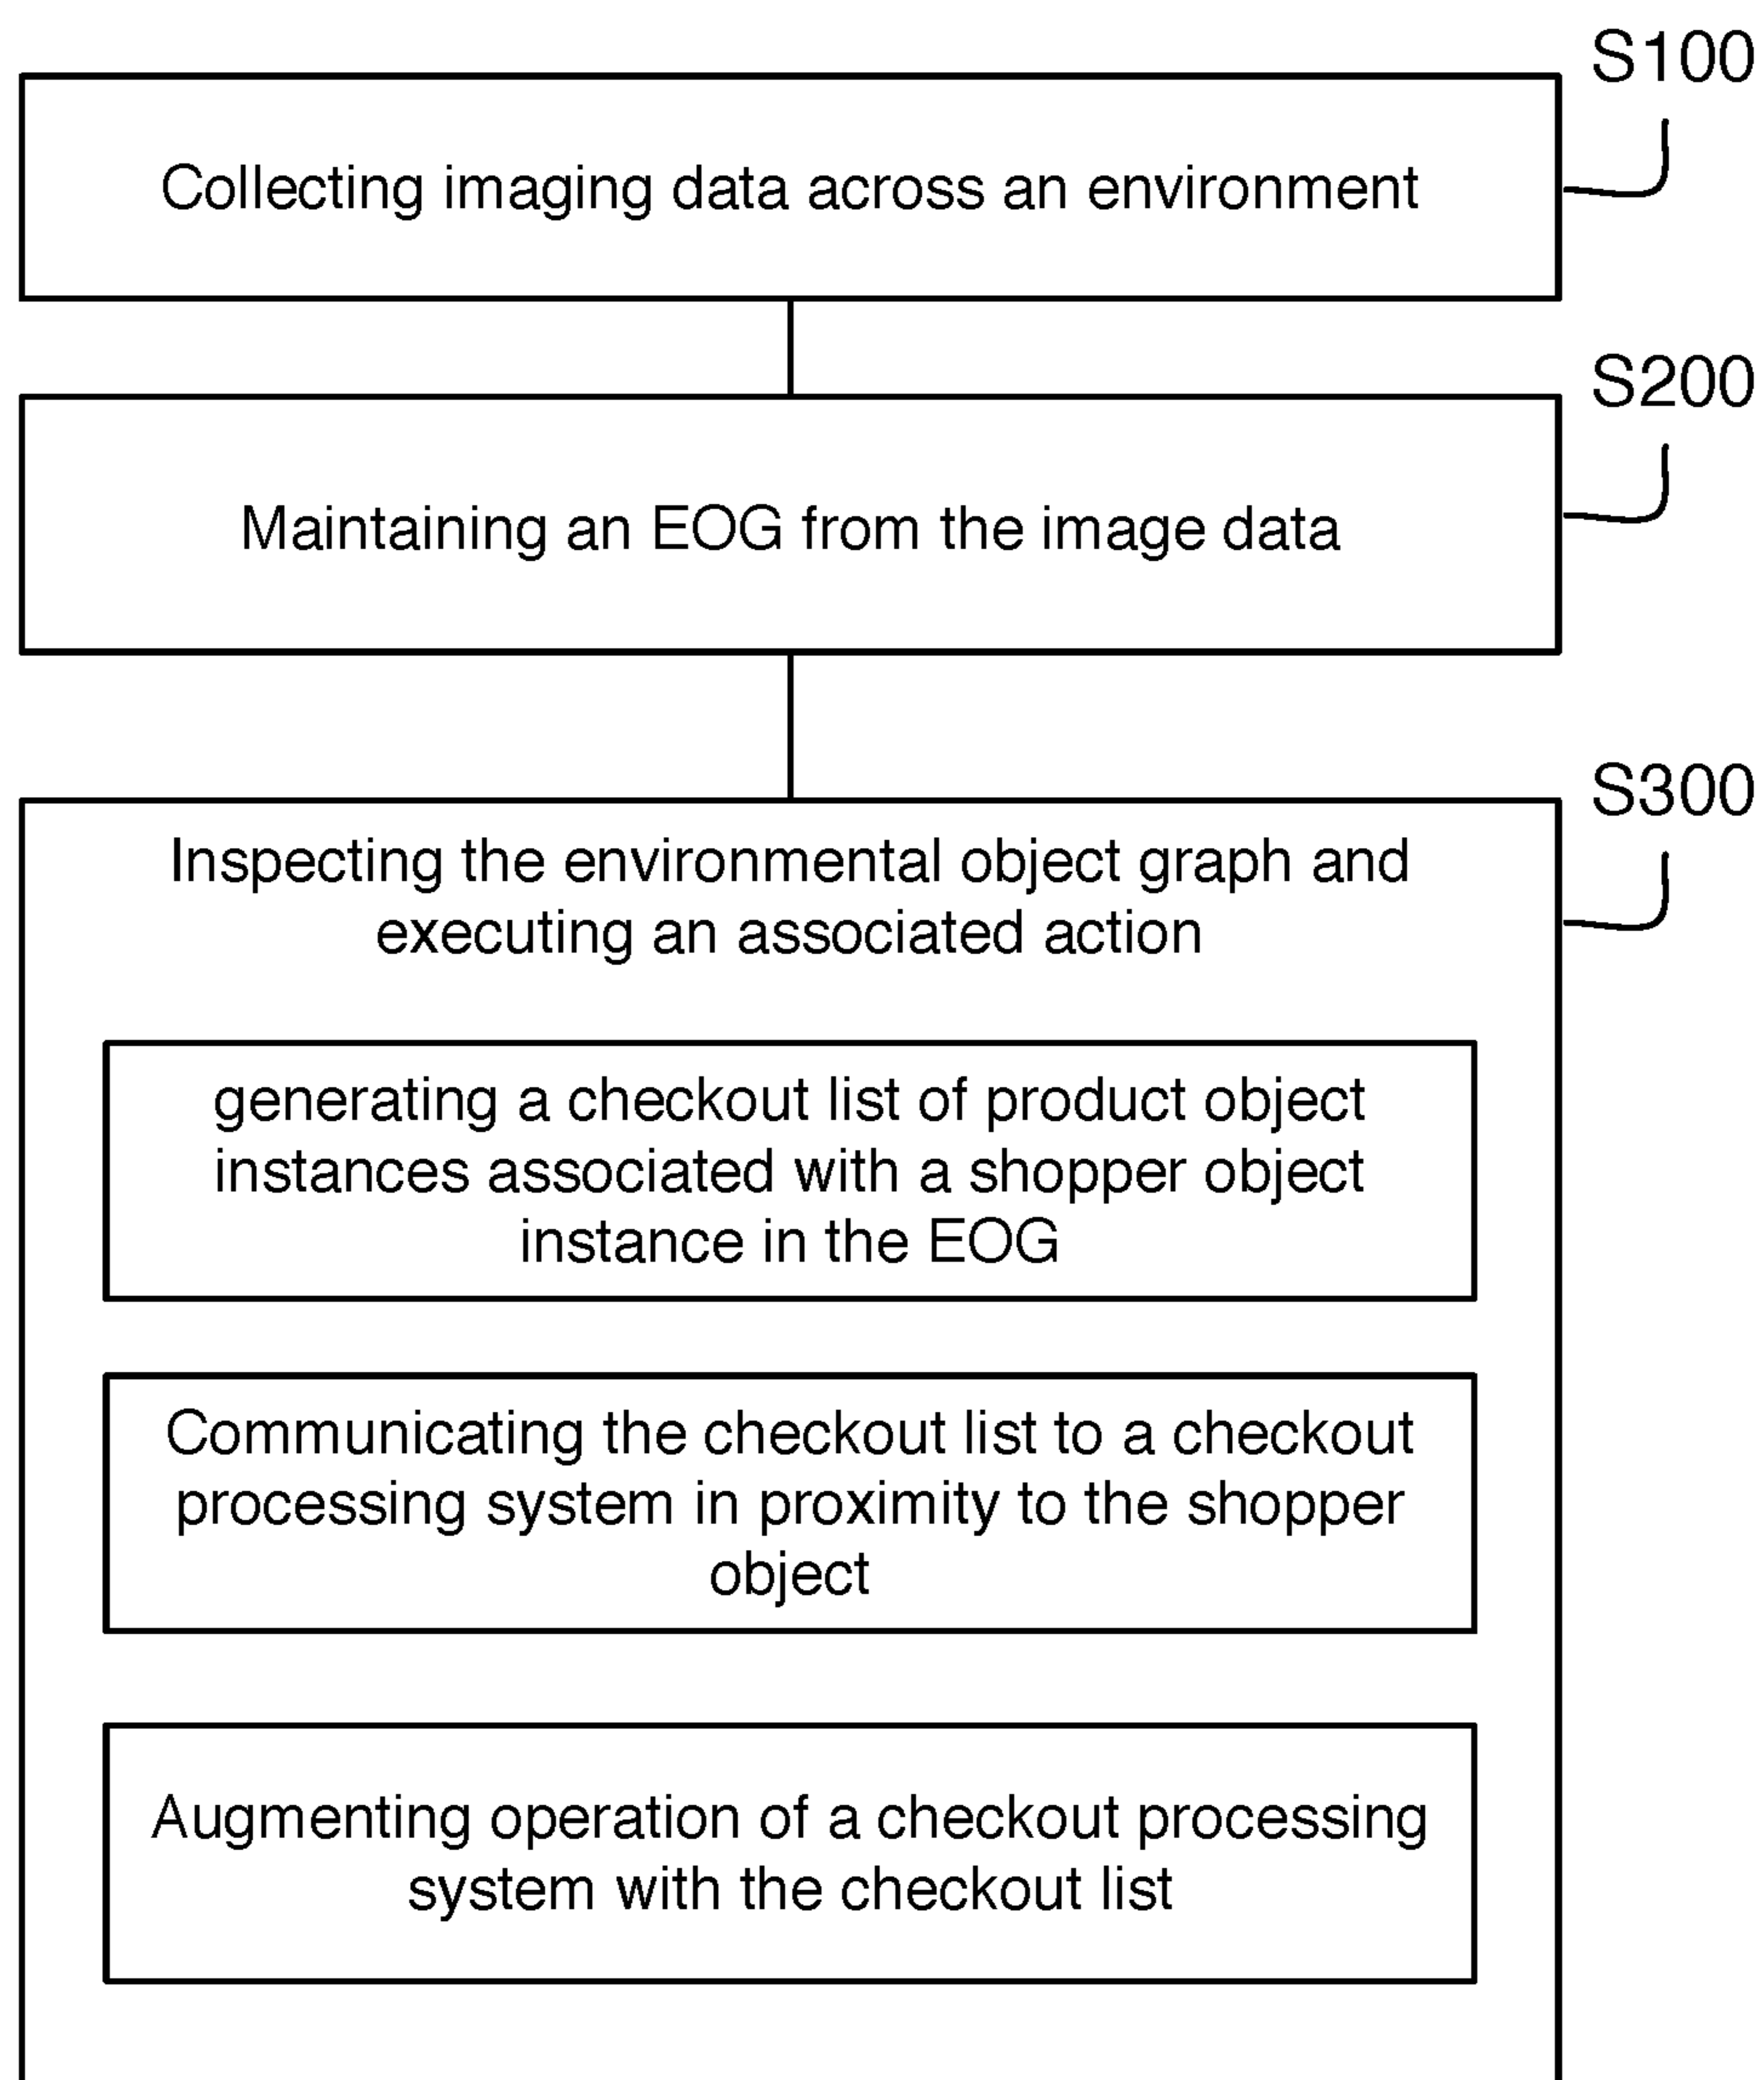 S100
Collecting imaging data across an environment
S200
Maintaining an EOG from the image data
S300
Inspecting the environmental object graph and
executing an associated action
generating a checkout list of product object
instances associated with a shopper object
instance in the EOG
Communicating the checkout list to a checkout
processing system in proximity to the shopper
object
Augmenting operation of a checkout processing
system with the checkout list